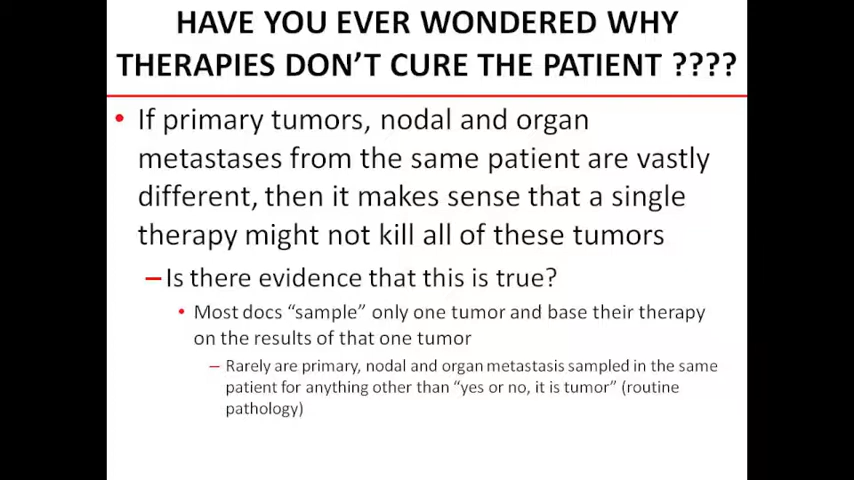 HAVE YOU EVER WONDERED WHY
THERAPIES DON’T CURE THE PATIENT ????
• If primary tumors, nodal and organ
metastases from the same patient are vastly
different, then it makes sense that a single
therapy might not kill all of these tumors
– Is there evidence that this is true?
• Most docs “sample” only one tumor and base their therapy
on the results of that one tumor
– Rarely are primary, nodal and organ metastasis sampled in the same
patient for anything other than “yes or no, it is tumor” (routine
pathology)